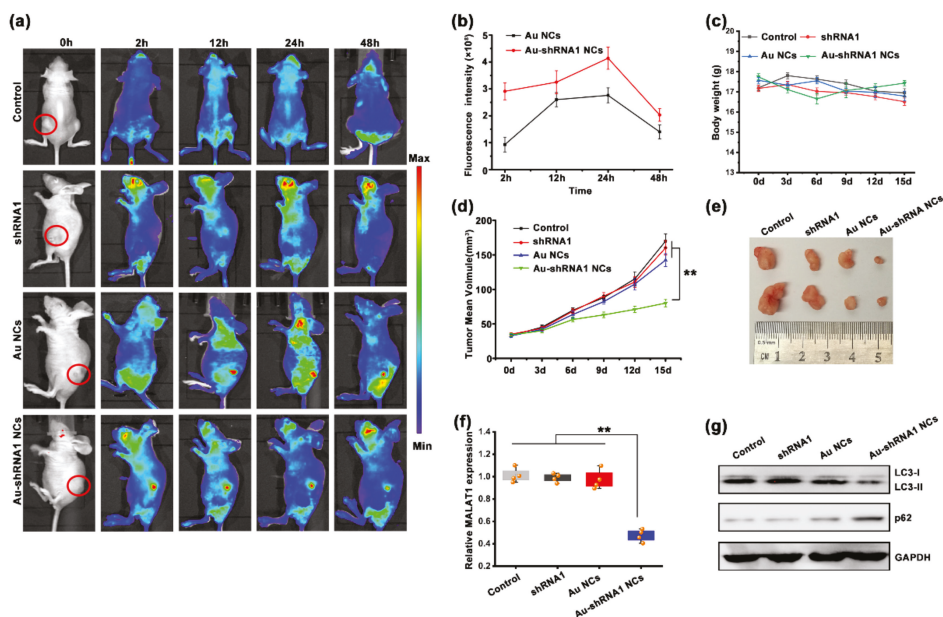 (a)
0h 2h 12h 24h 48h
Control
shRNA1
Au NCs
Au-shRNA1 NCs
Max
Min
(b)
Fluorescence intensity (×10⁸)
5
4
3
2
1
0
Au NCs
Au-shRNA1 NCs
2h 12h 24h 48h
Time
(c)
Body weight (g)
20
19
18
17
16
15
14
13
Control shRNA1
Au NCs Au-shRNA1 NCs
0d 3d 6d 9d 12d 15d
(d)
Tumor Mean Volmule(mm³)
200
150
100
50
0
Control
shRNA1
Au NCs
Au-shRNA1 NCs
**
0d 3d 6d 9d 12d 15d
(e)
Control shRNA1 Au NCs Au-shRNA NCs
0.5mm
CM 1 2 3 4 5
(f)
Relative MALAT1 expression
1.4
1.2
1.0
0.8
0.6
0.4
0.2
0
**
Control shRNA1 Au NCs Au-shRNA1 NCs
(g)
Control shRNA1 Au NCs Au-shRNA1 NCs
LC3-I
LC3-II
p62
GAPDH